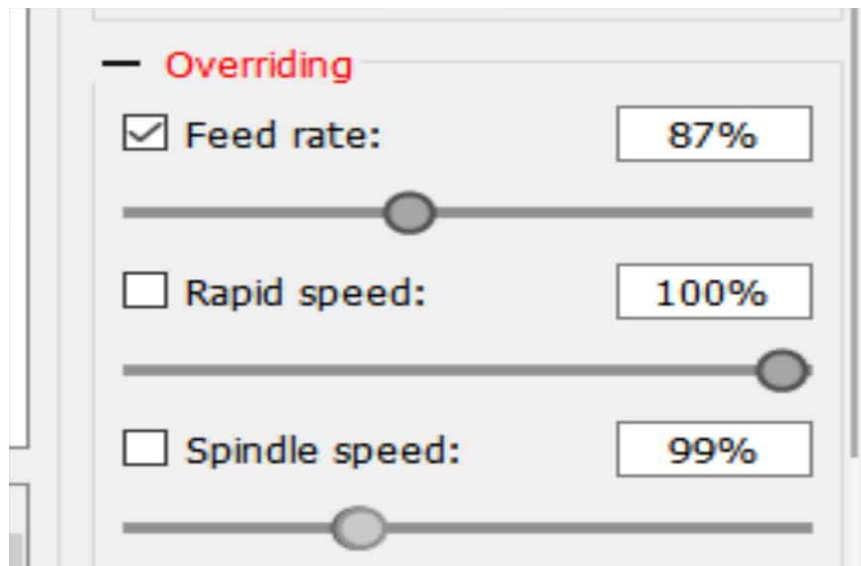 Overriding
Feed rate: 87%
Rapid speed: 100%
Spindle speed: 99%